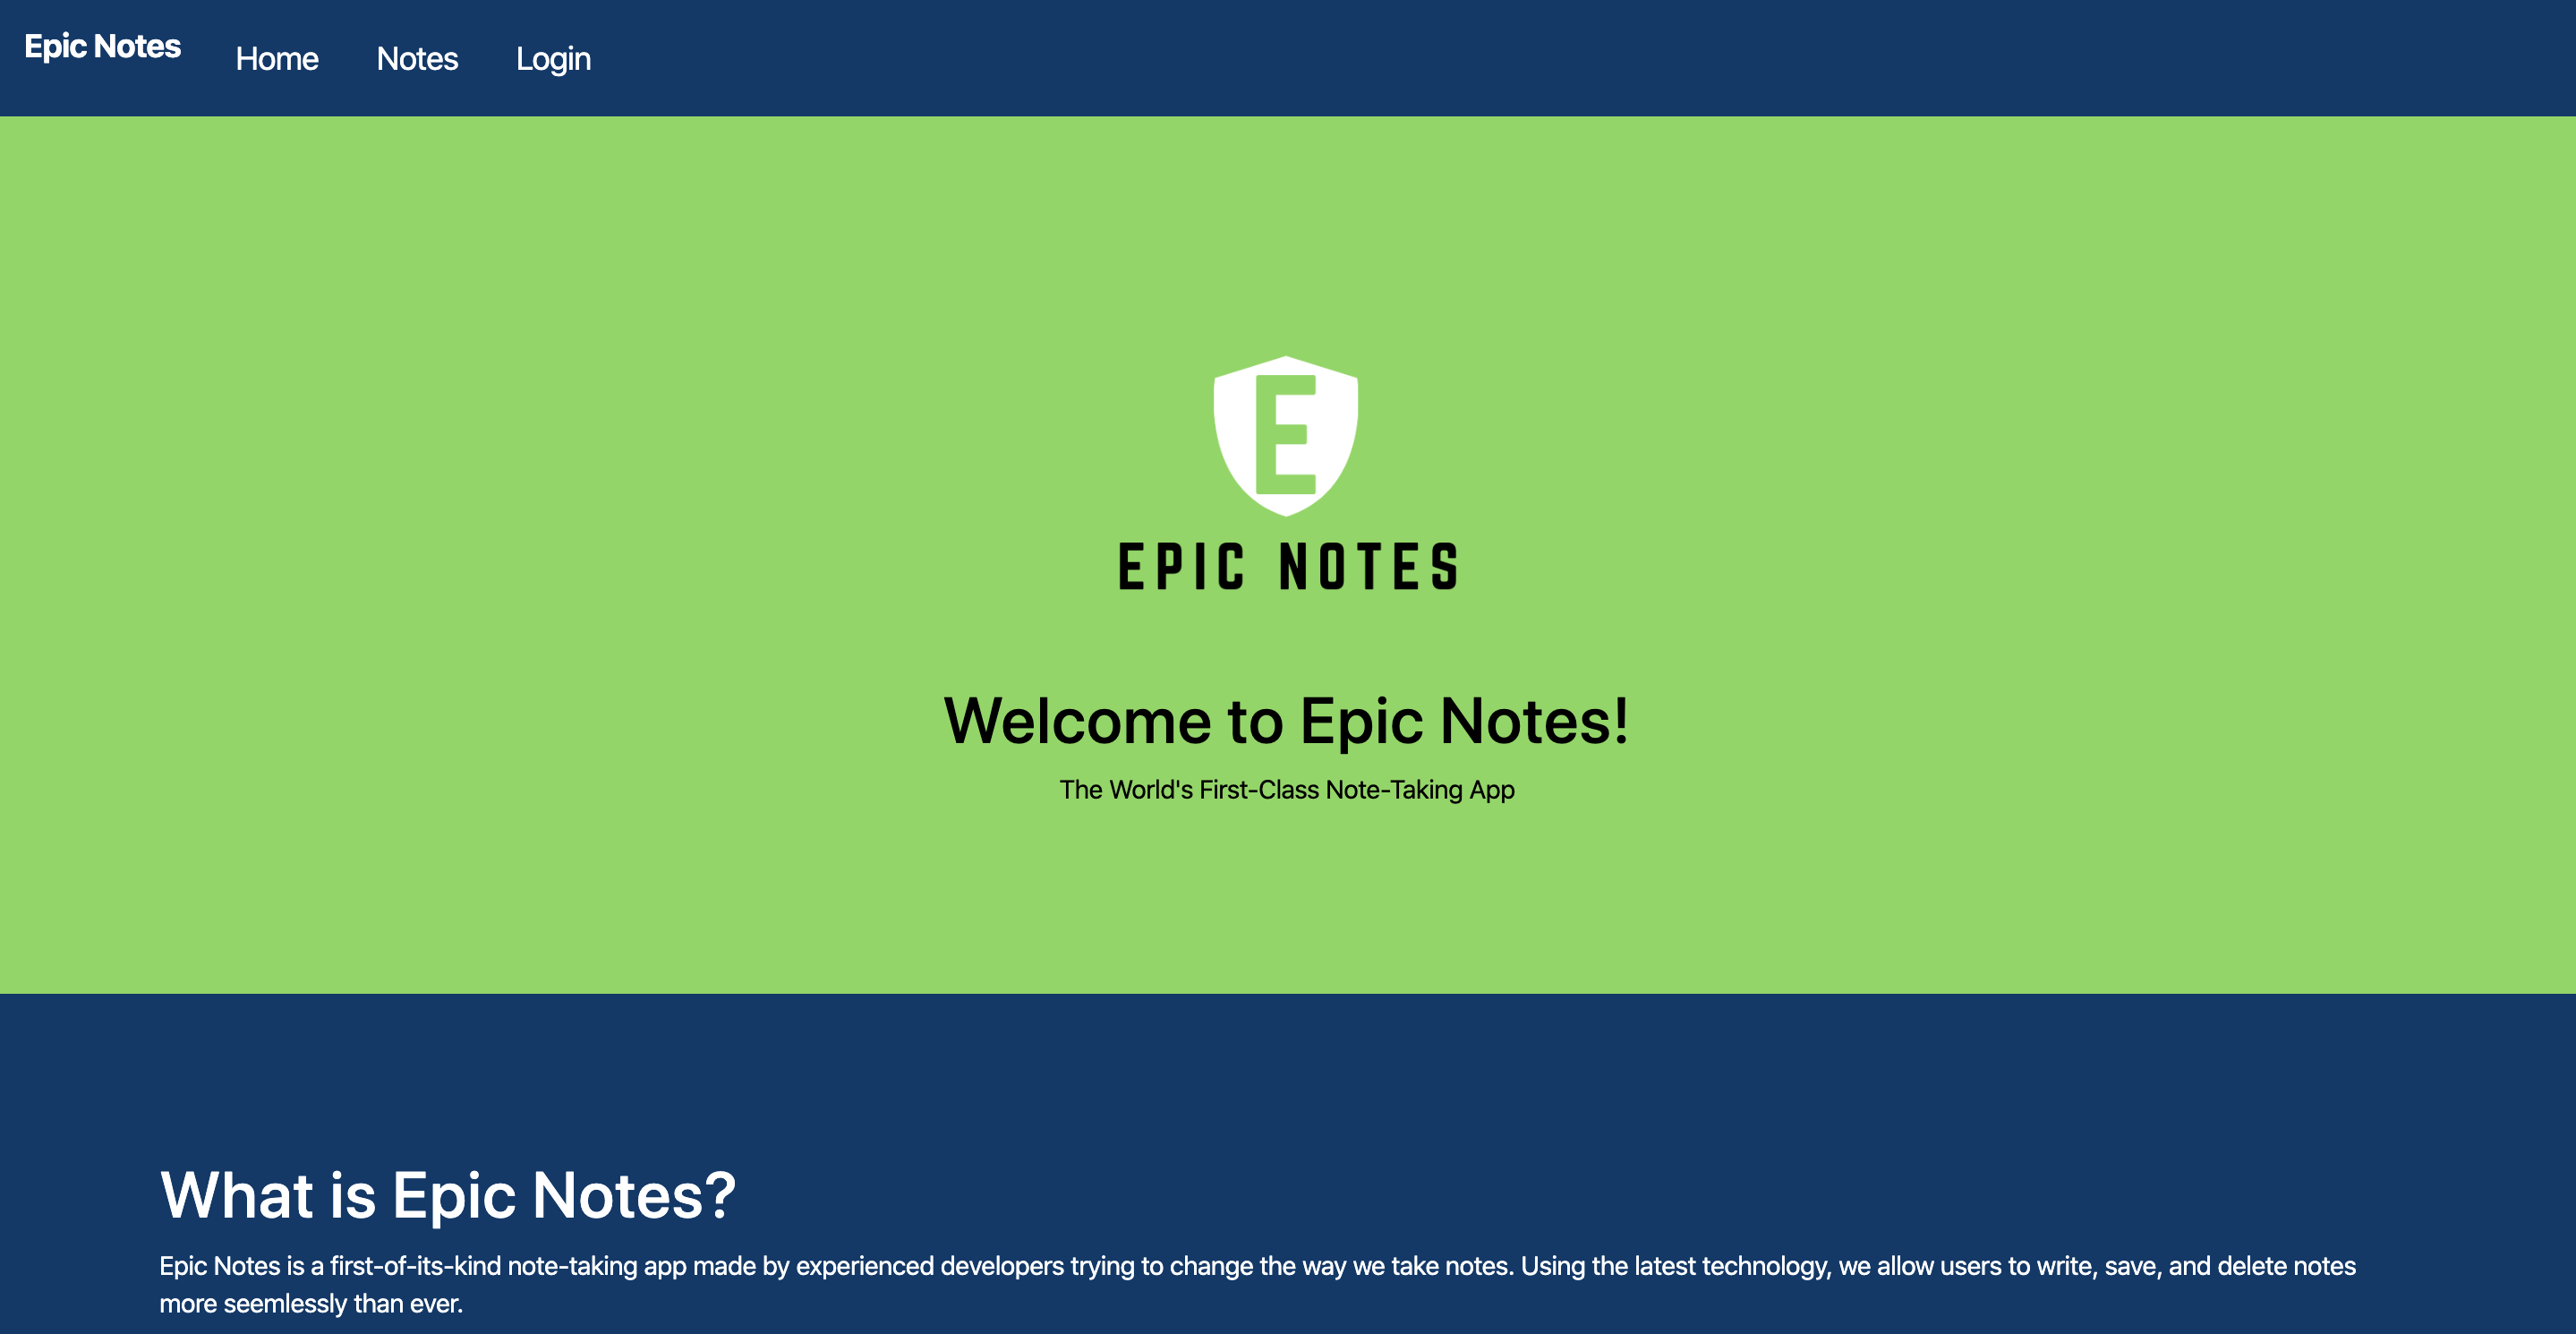 Epic Notes
Home
Notes
Login
E
EPIC NOTES
Welcome to Epic Notes!
The World's First-Class Note-Taking App
What is Epic Notes?
Epic Notes is a first-of-its-kind note-taking app made by experienced developers trying to change the way we take notes. Using the latest technology, we allow users to write, save, and delete notes
more seemlessly than ever.